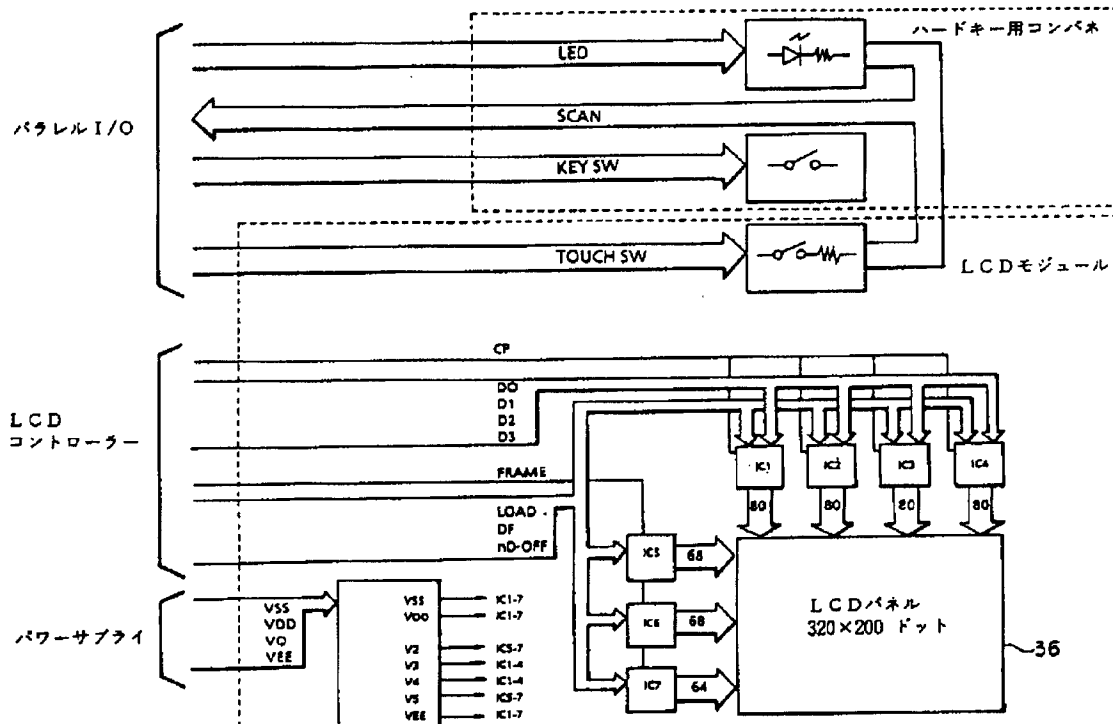 ハードキー用コンパネ
LED
パラレルI/O
SCAN
KEY SW
TOUCH SW
LCDモジュール
CP
D0
D1
D2
D3
LCD
コントローラー
FRAME
LOAD
DF
nD-OFF
IC1
IC2
IC3
IC4
80
80
80
80
IC5
68
IC6
68
IC7
64
LCDパネル
320×200 ドット
36
パワーサプライ
VSS
VDD
VO
VEE
VSS IC1-7
VDD IC1-7
V2 IC5-7
V3 IC1-4
V4 IC1-4
V5 IC5-7
VEE IC1-7